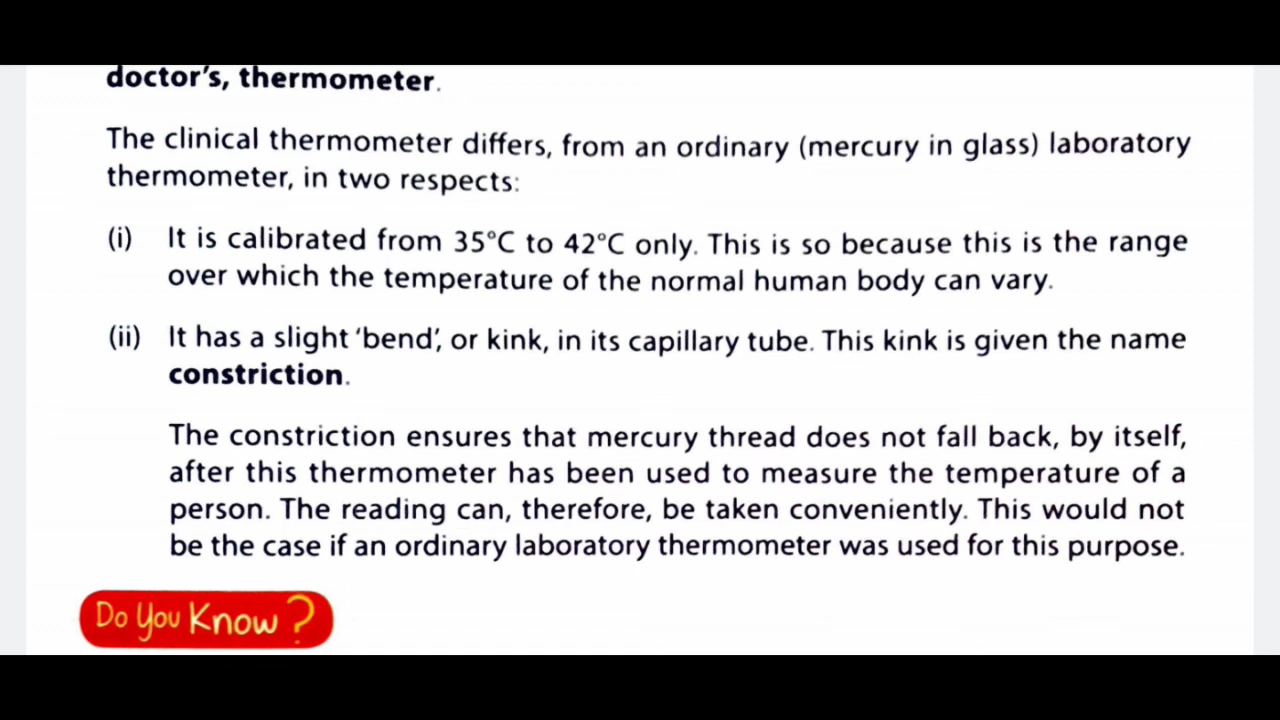 doctor's, thermometer.
The clinical thermometer differs, from an ordinary (mercury in glass) laboratory
thermometer, in two respects:
(i) It is calibrated from 35°C to 42°C only. This is so because this is the range
over which the temperature of the normal human body can vary.
(ii) It has a slight 'bend', or kink, in its capillary tube. This kink is given the name
constriction.
The constriction ensures that mercury thread does not fall back, by itself,
after this thermometer has been used to measure the temperature of a
person. The reading can, therefore, be taken conveniently. This would not
be the case if an ordinary laboratory thermometer was used for this purpose.
Do You Know ?